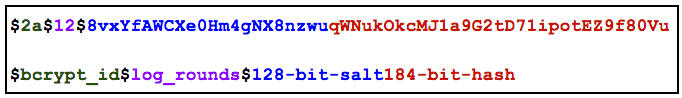 $2a$12$8vxYfAWCXe0Hm4gNX8nzwuqWNukOkcMJ1a9G2tD71ipotEZ9f80Vu
$bcrypt_id$log_rounds$128-bit-salt184-bit-hash